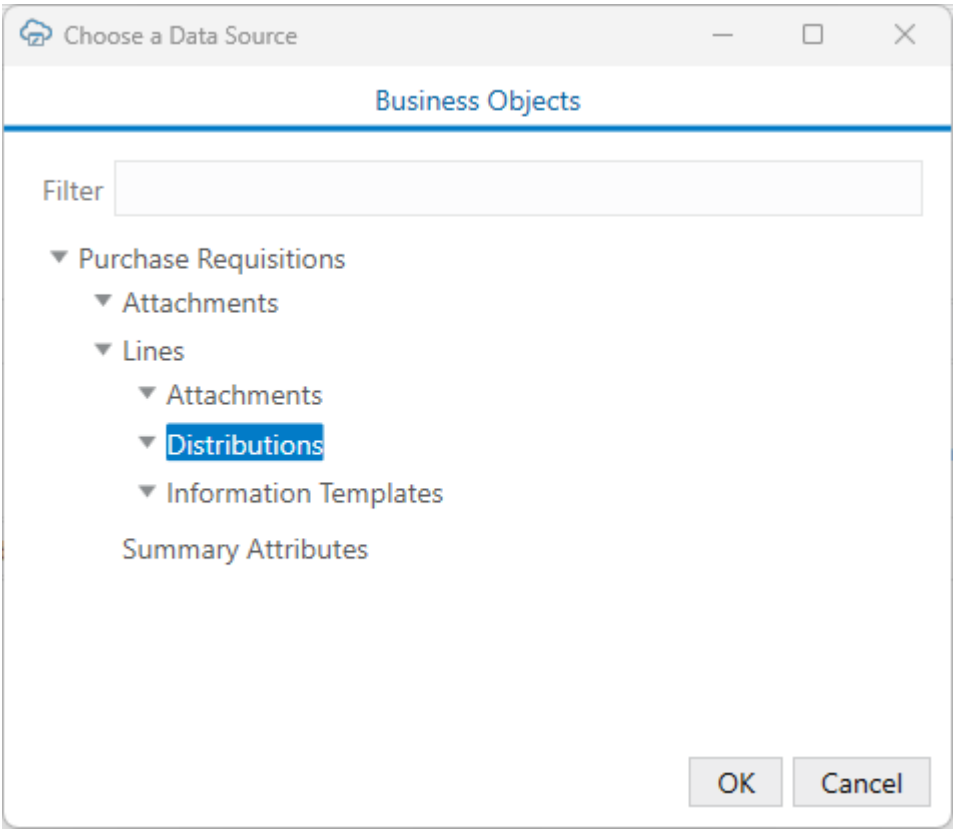 Choose a Data Source
Business Objects
Filter
Purchase Requisitions
Attachments
Lines
Attachments
Distributions
Information Templates
Summary Attributes
OK Cancel